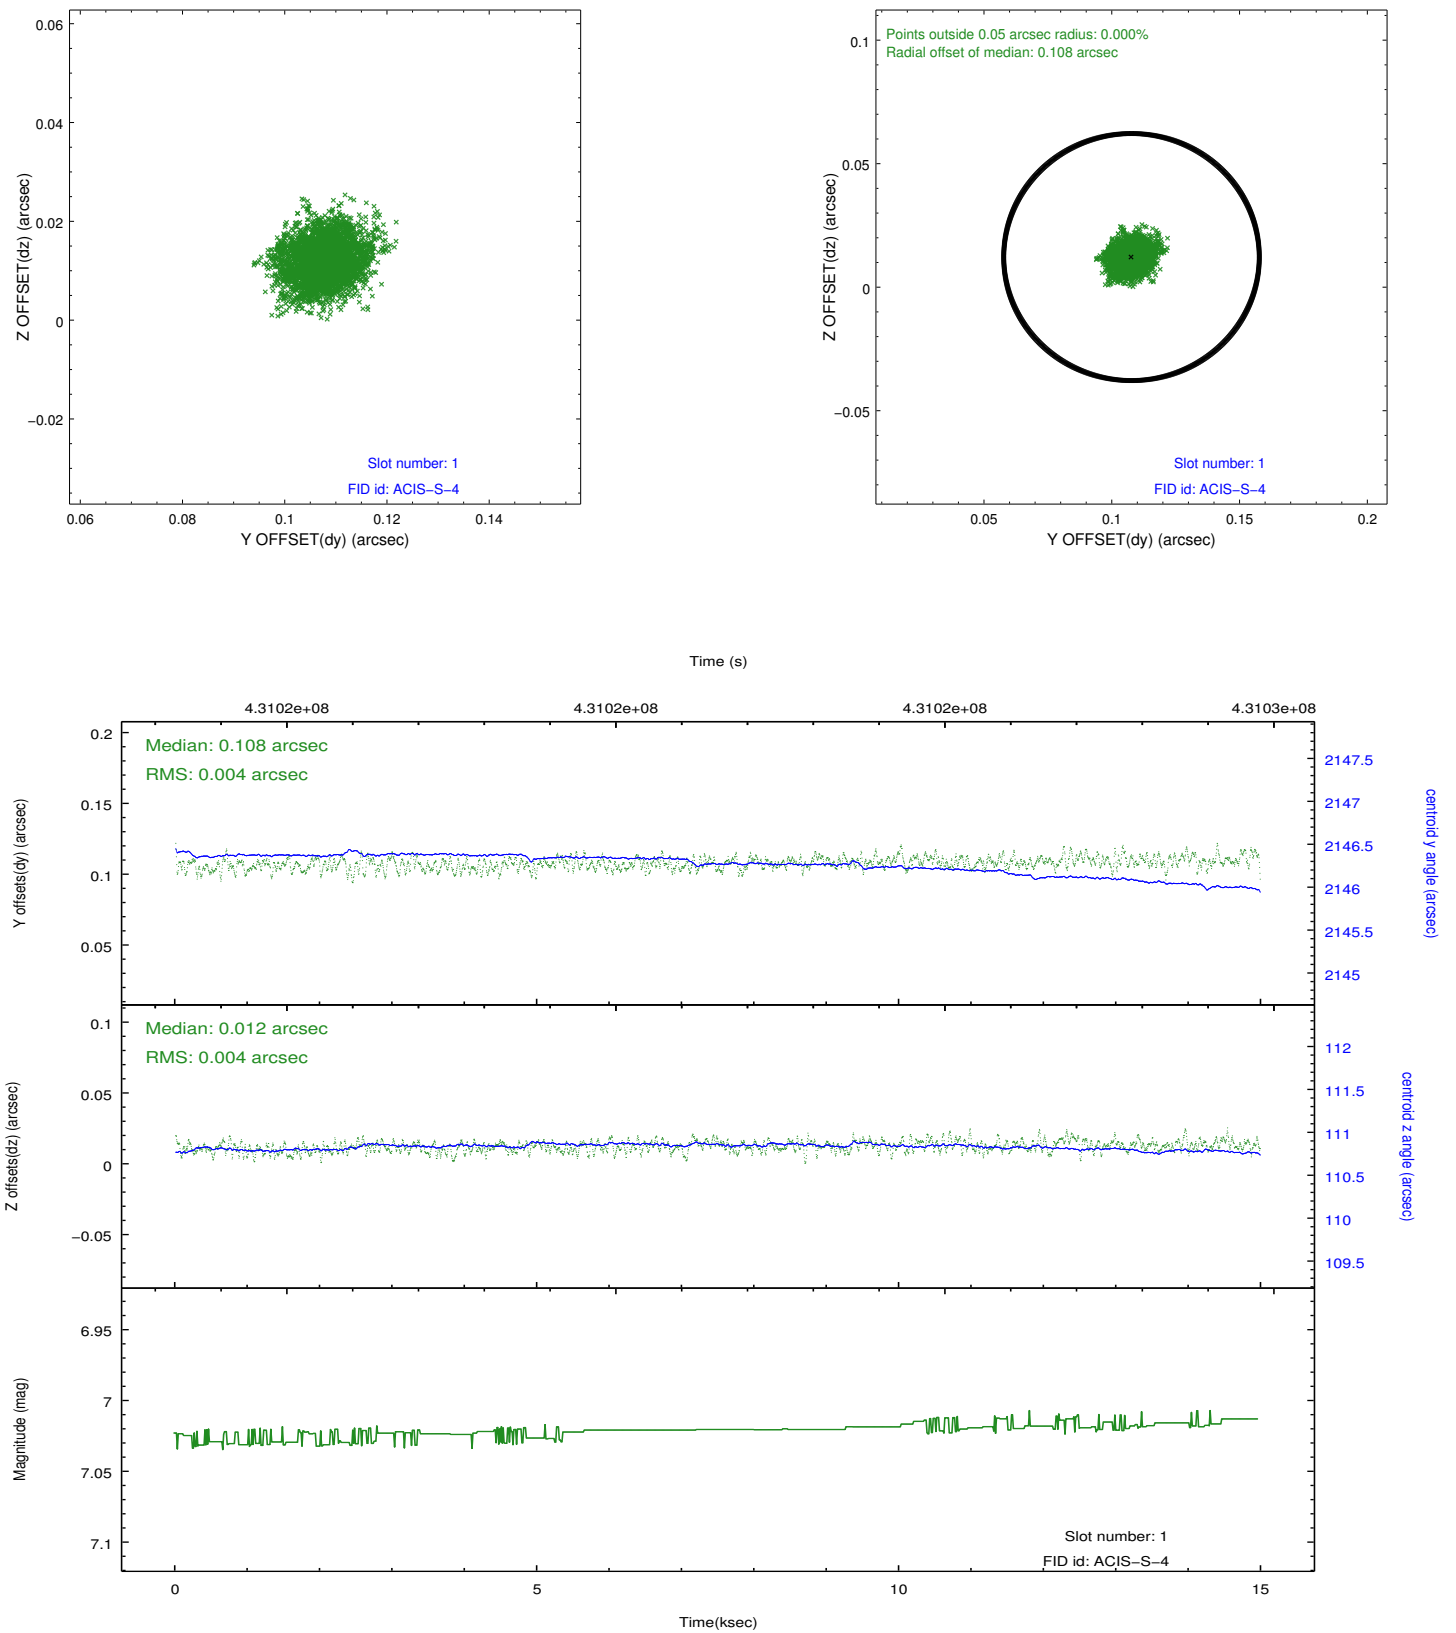 0.06
0.04
0.02
0
−0.02
Z OFFSET(dz) (arcsec)
Slot number: 1
FID id: ACIS−S−4
0.06 0.08 0.1 0.12 0.14
Y OFFSET(dy) (arcsec)
Points outside 0.05 arcsec radius: 0.000%
Radial offset of median: 0.108 arcsec
0.1
0.05
0
−0.05
Z OFFSET(dz) (arcsec)
Slot number: 1
FID id: ACIS−S−4
0.05 0.1 0.15 0.2
Y OFFSET(dy) (arcsec)
Time (s)
4.3102e+08 4.3102e+08 4.3102e+08 4.3103e+08
Median: 0.108 arcsec
RMS: 0.004 arcsec
0.2
0.15
0.1
0.05
Y offsets(dy) (arcsec)
2147.5
2147
2146.5
2146
2145.5
2145
centroid y angle (arcsec)
Median: 0.012 arcsec
RMS: 0.004 arcsec
0.1
0.05
0
−0.05
Z offsets(dz) (arcsec)
112
111.5
111
110.5
110
109.5
centroid z angle (arcsec)
6.95
7
7.05
7.1
Magnitude (mag)
Slot number: 1
FID id: ACIS−S−4
0 5 10 15
Time(ksec)